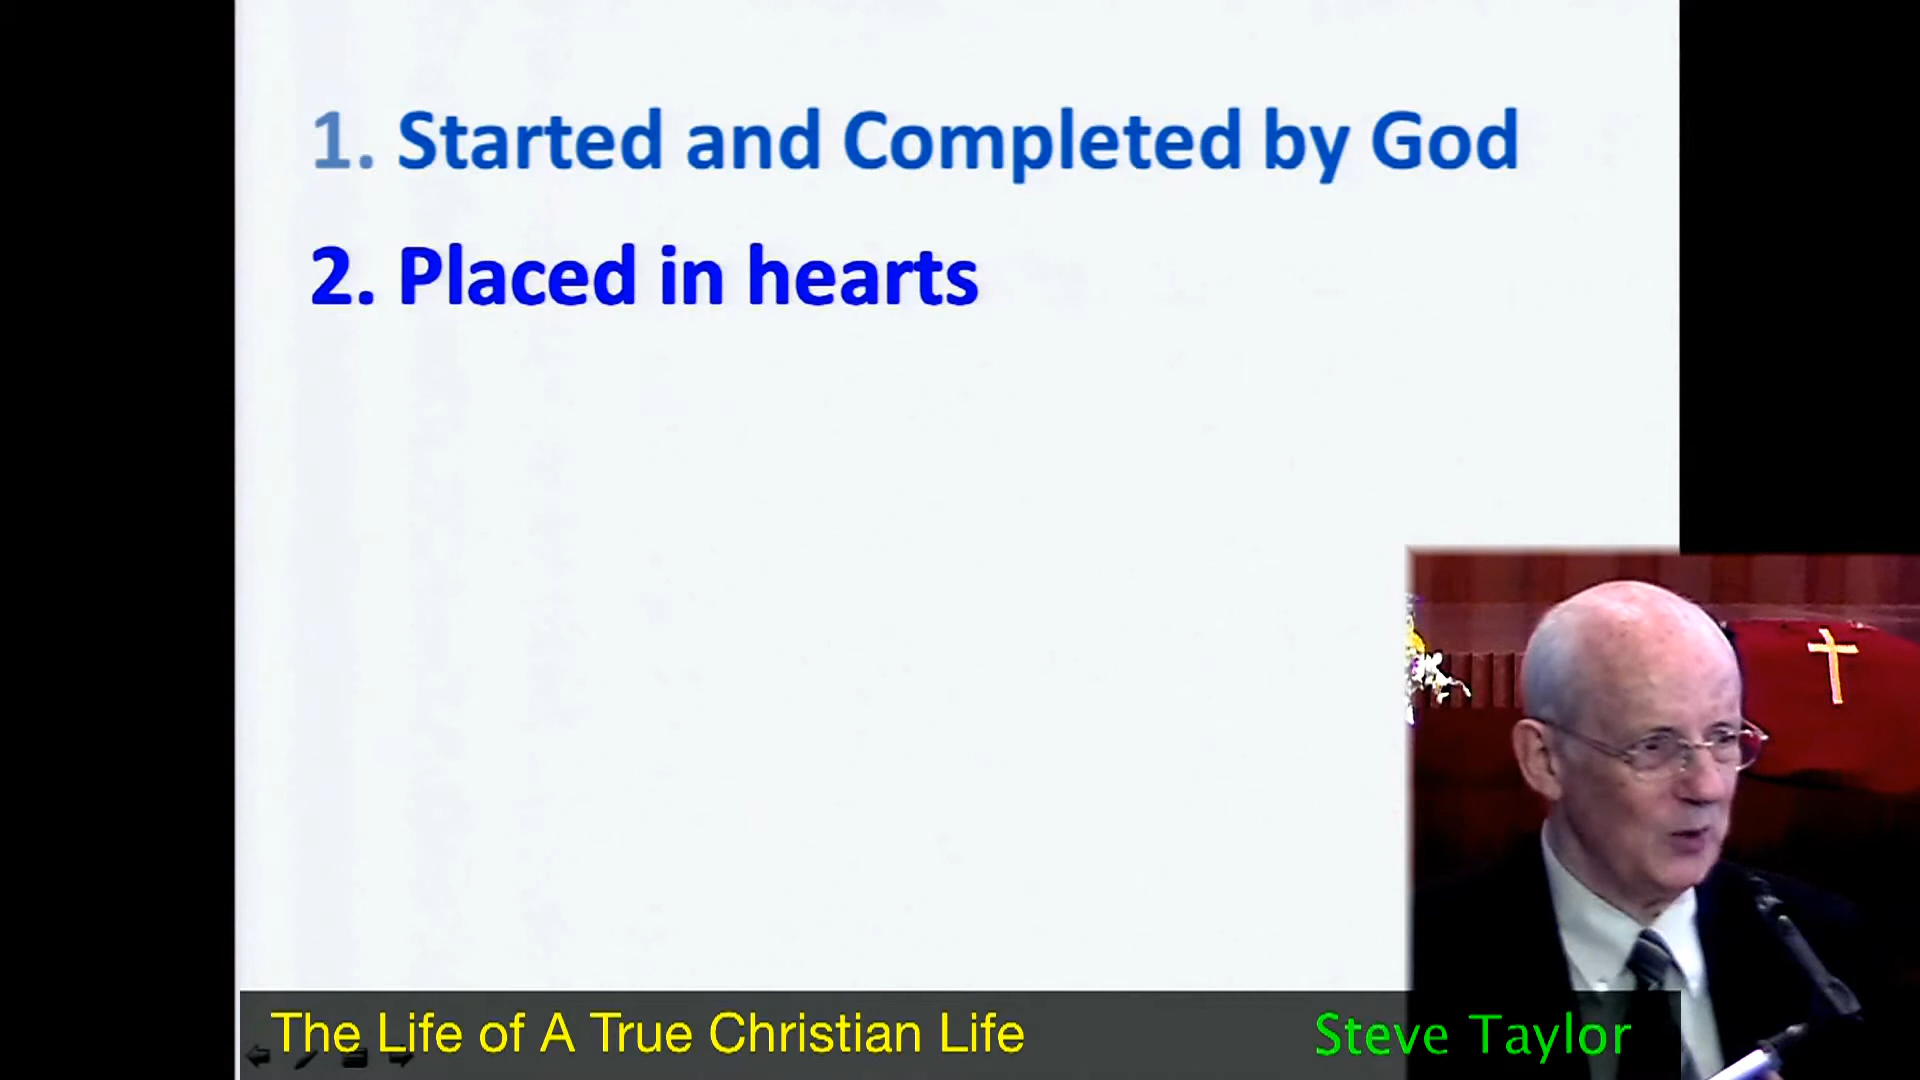 1. Started and Completed by God
2. Placed in hearts
The Life of A True Christian Life
Steve Taylor